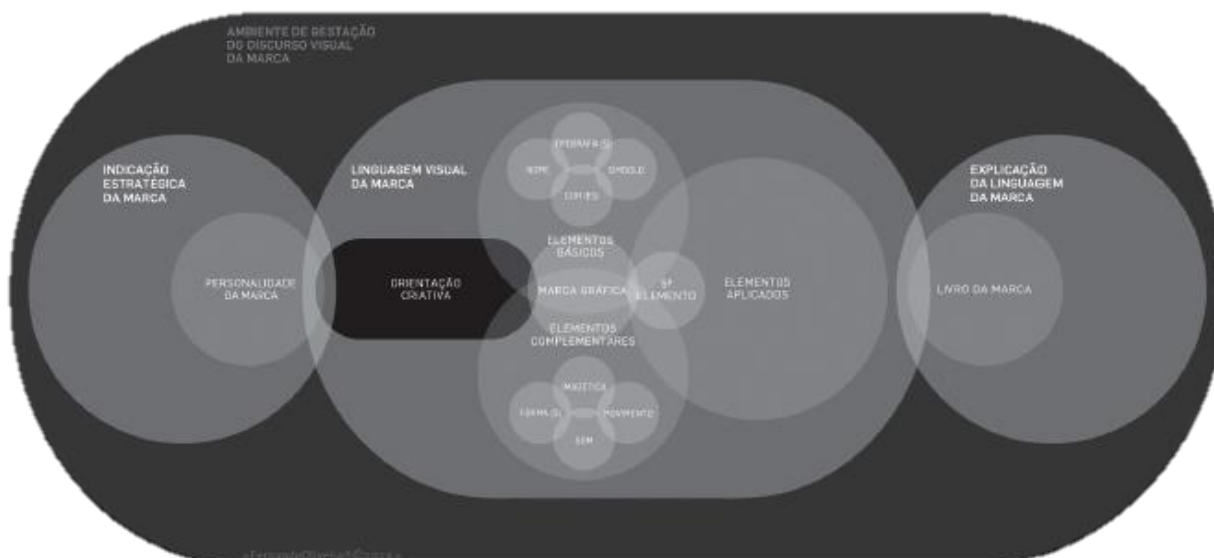 AMBIENTE DE GESTAÇÃO
DO DISCURSO VISUAL
DA MARCA
INDICAÇÃO
ESTRATÉGICA
DA MARCA
PERSONALIDADE
DA MARCA
LINGUAGEM VISUAL
DA MARCA
ORIENTAÇÃO
CRIATIVA
NOME
SÍMBOLO
COR(ES)
ELEMENTOS
BÁSICOS
MARCA GRÁFICA
5º
ELEMENTO
ELEMENTOS
APLICADOS
ELEMENTOS
COMPLEMENTARES
IMAGÉTICA
FORMA(S)
MOVIMENTO
SOM
EXPLICAÇÃO
DA LINGUAGEM
DA MARCA
LIVRO DA MARCA